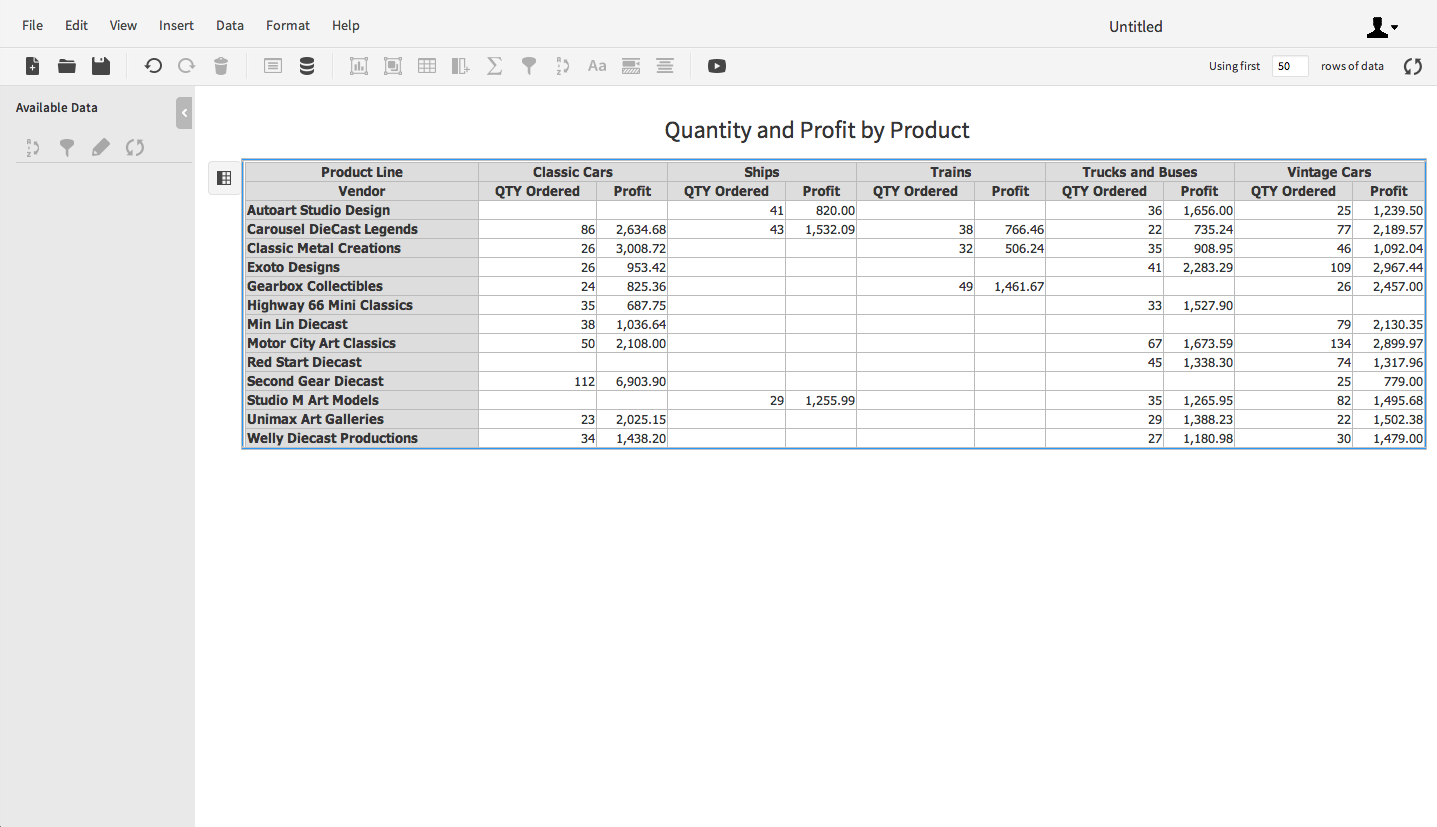 File Edit View Insert Data Format Help Untitled
Aa Using first 50 rows of data
Available Data
Quantity and Profit by Product
Product Line Classic Cars Ships Trains Trucks and Buses Vintage Cars
Vendor QTY Ordered Profit QTY Ordered Profit QTY Ordered Profit QTY Ordered Profit QTY Ordered Profit
Autoart Studio Design 41 820.00 36 1,656.00 25 1,239.50
Carousel DieCast Legends 86 2,634.68 43 1,532.09 38 766.46 22 735.24 77 2,189.57
Classic Metal Creations 26 3,008.72 32 506.24 35 908.95 46 1,092.04
Exoto Designs 26 953.42 41 2,283.29 109 2,967.44
Gearbox Collectibles 24 825.36 49 1,461.67 26 2,457.00
Highway 66 Mini Classics 35 687.75 33 1,527.90
Min Lin Diecast 38 1,036.64 79 2,130.35
Motor City Art Classics 50 2,108.00 67 1,673.59 134 2,899.97
Red Start Diecast 45 1,338.30 74 1,317.96
Second Gear Diecast 112 6,903.90 25 779.00
Studio M Art Models 29 1,255.99 35 1,265.95 82 1,495.68
Unimax Art Galleries 23 2,025.15 29 1,388.23 22 1,502.38
Welly Diecast Productions 34 1,438.20 27 1,180.98 30 1,479.00